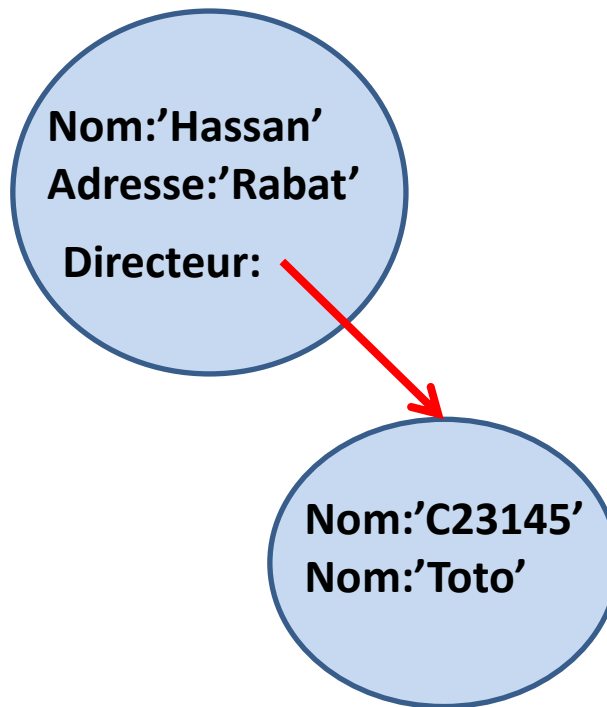 Nom:’Hassan’
Adresse:’Rabat’
Directeur:
Nom:’C23145’
Nom:’Toto’